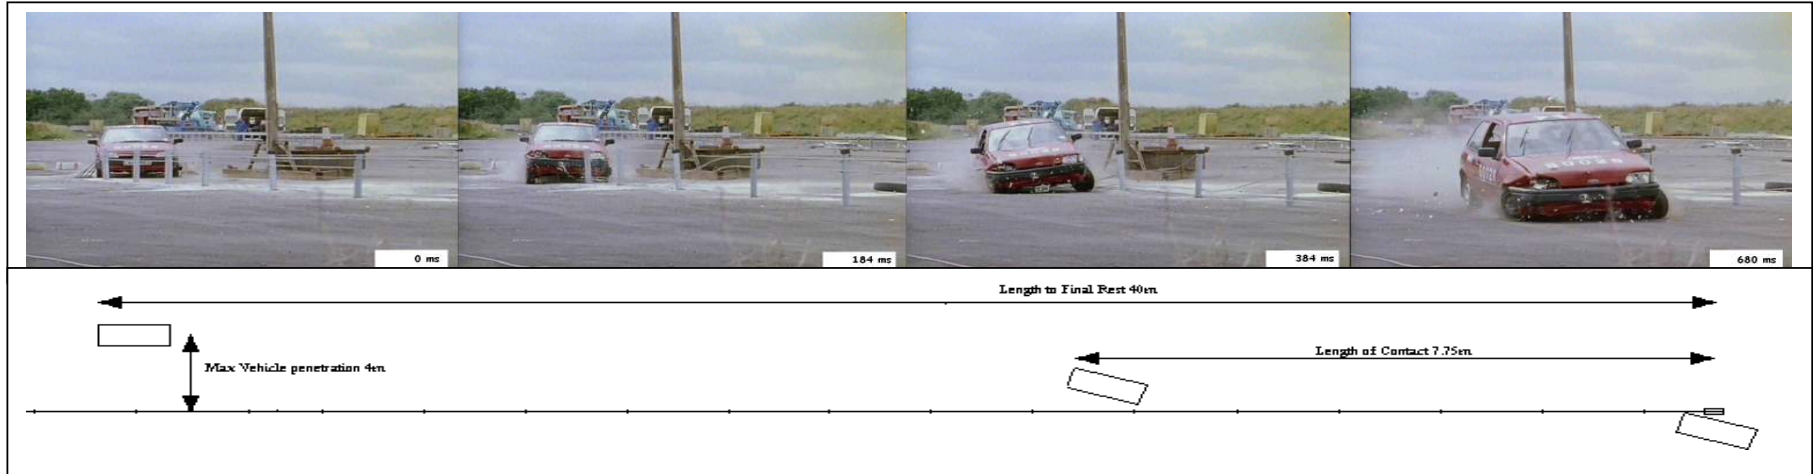 0 ms
184 ms
384 ms
680 ms
Length to Final Rest 40m
Length of Contact 7.75m
Max Vehicle penetration 4m